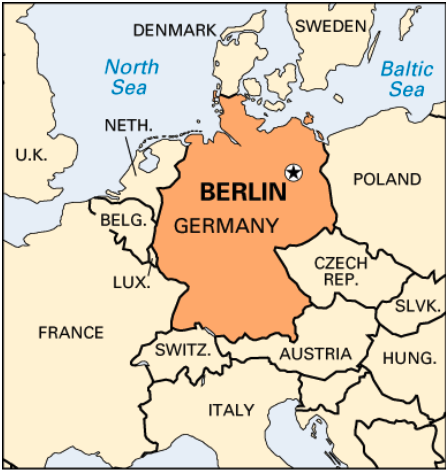 DENMARK
SWEDEN
North
Sea
Baltic
Sea
NETH.
U.K.
BERLIN
POLAND
BELG.
GERMANY
CZECH
REP.
LUX.
SLVK.
FRANCE
SWITZ.
AUSTRIA
HUNG.
ITALY